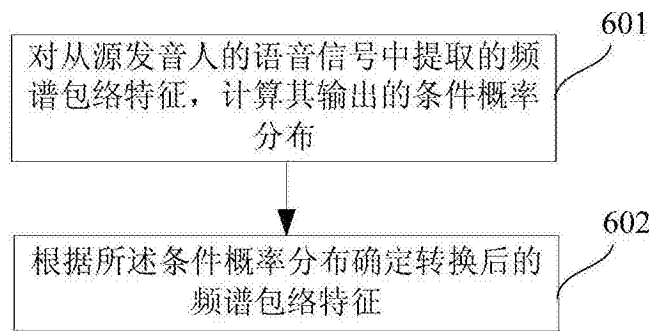 601
对从源发音人的语音信号中提取的频
谱包络特征，计算其输出的条件概率
分布
602
根据所述条件概率分布确定转换后的
频谱包络特征